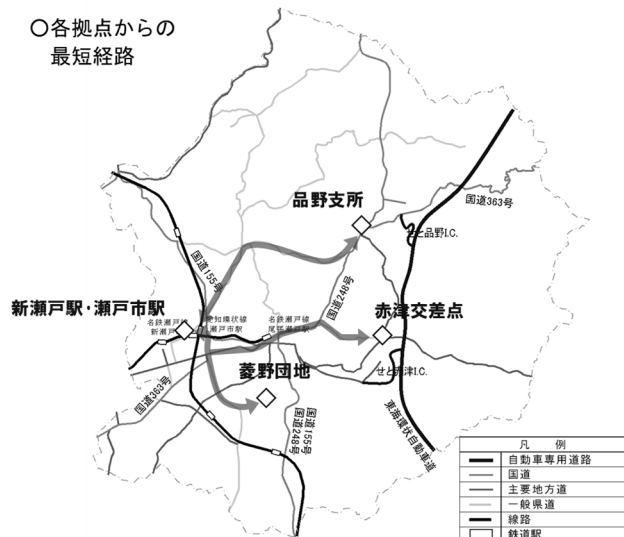 〇各拠点からの
最短経路
品野支所
国道363号
せと品野I.C.
国道155号
国道248号
新瀬戸駅・瀬戸市駅
赤津交差点
名鉄瀬戸線
新瀬戸
愛知環状線
瀬戸市駅
名鉄瀬戸線
尾張瀬戸駅
菱野団地
せと赤津I.C.
国道363号
東海環状自動車道
国道155号
国道248号
凡 例
自動車専用道路
国道
主要地方道
一般県道
線路
鉄道駅